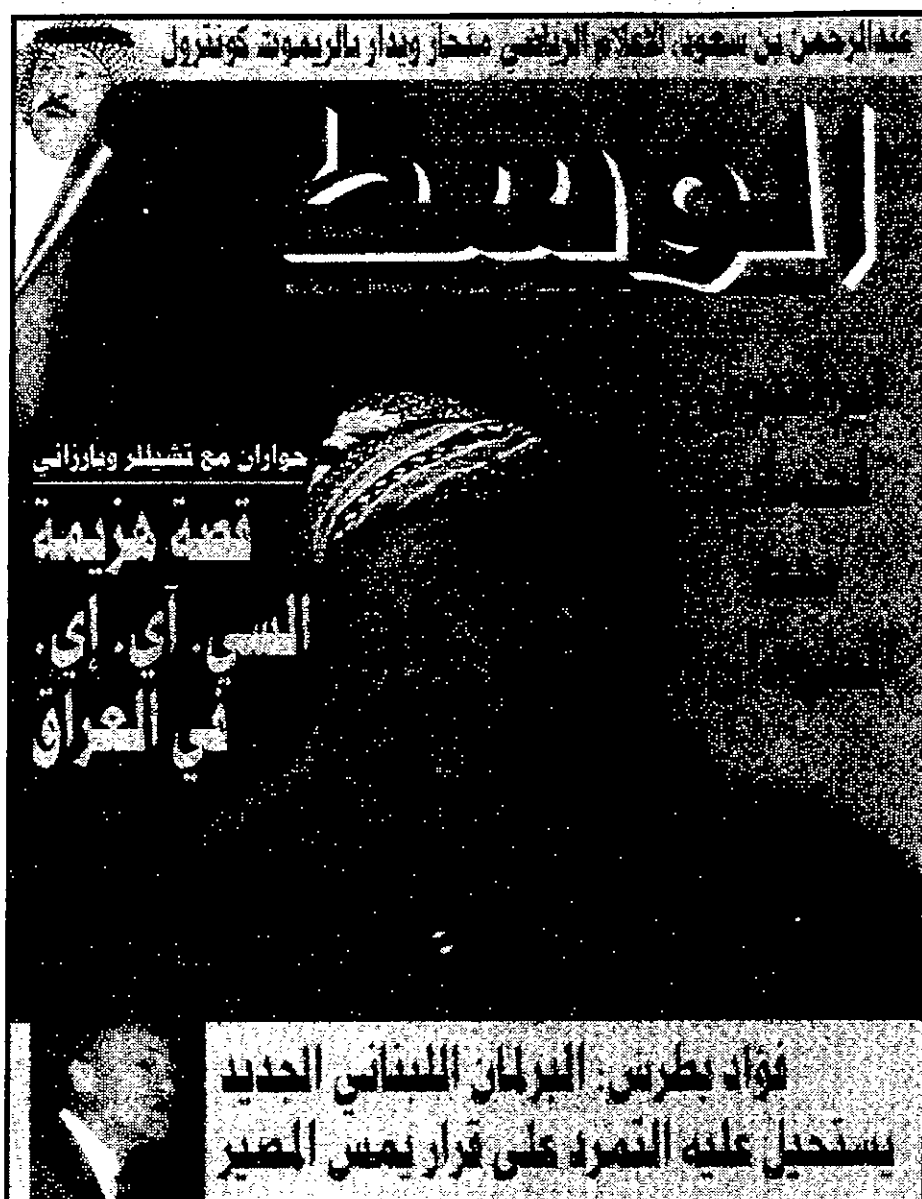 عبدالرحمن بن سعود: الاعلام الرياضي منحاز ويدار بالريموت كونترول
الوسط
حواران مع تشيللر وبارزاني
قصة هزيمة
السي. آي. إي.
في العراق
فؤاد بطرس: البرلمان اللبناني الجديد
يستحيل عليه التمرد على قرار يمس المصير